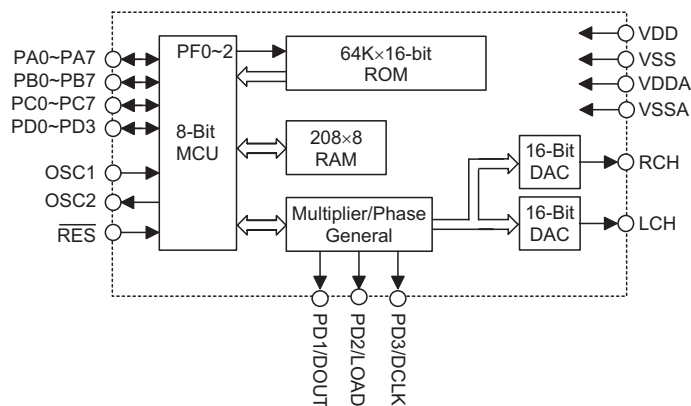 PA0~PA7
PB0~PB7
PC0~PC7
PD0~PD3
OSC1
OSC2
RES
PF0~2
8-Bit
MCU
64K×16-bit
ROM
208×8
RAM
Multiplier/Phase
General
16-Bit
DAC
16-Bit
DAC
VDD
VSS
VDDA
VSSA
RCH
LCH
PD1/DOUT
PD2/LOAD
PD3/DCLK